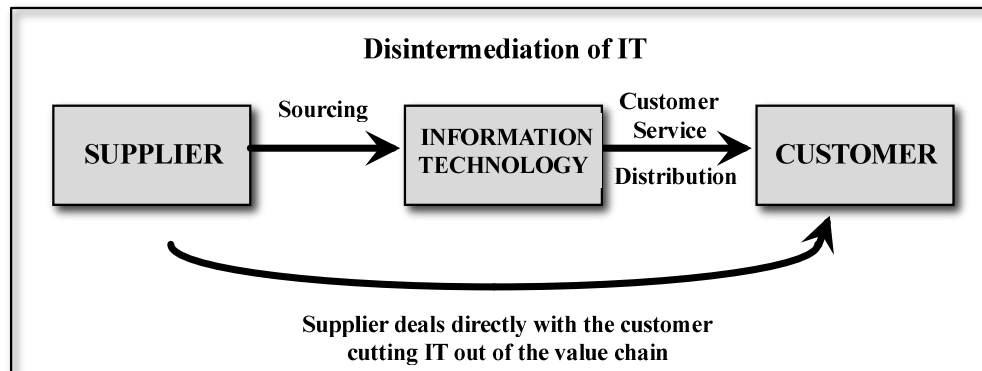 Disintermediation of IT
SUPPLIER
Sourcing
INFORMATION
TECHNOLOGY
Customer
Service
Distribution
CUSTOMER
Supplier deals directly with the customer
cutting IT out of the value chain